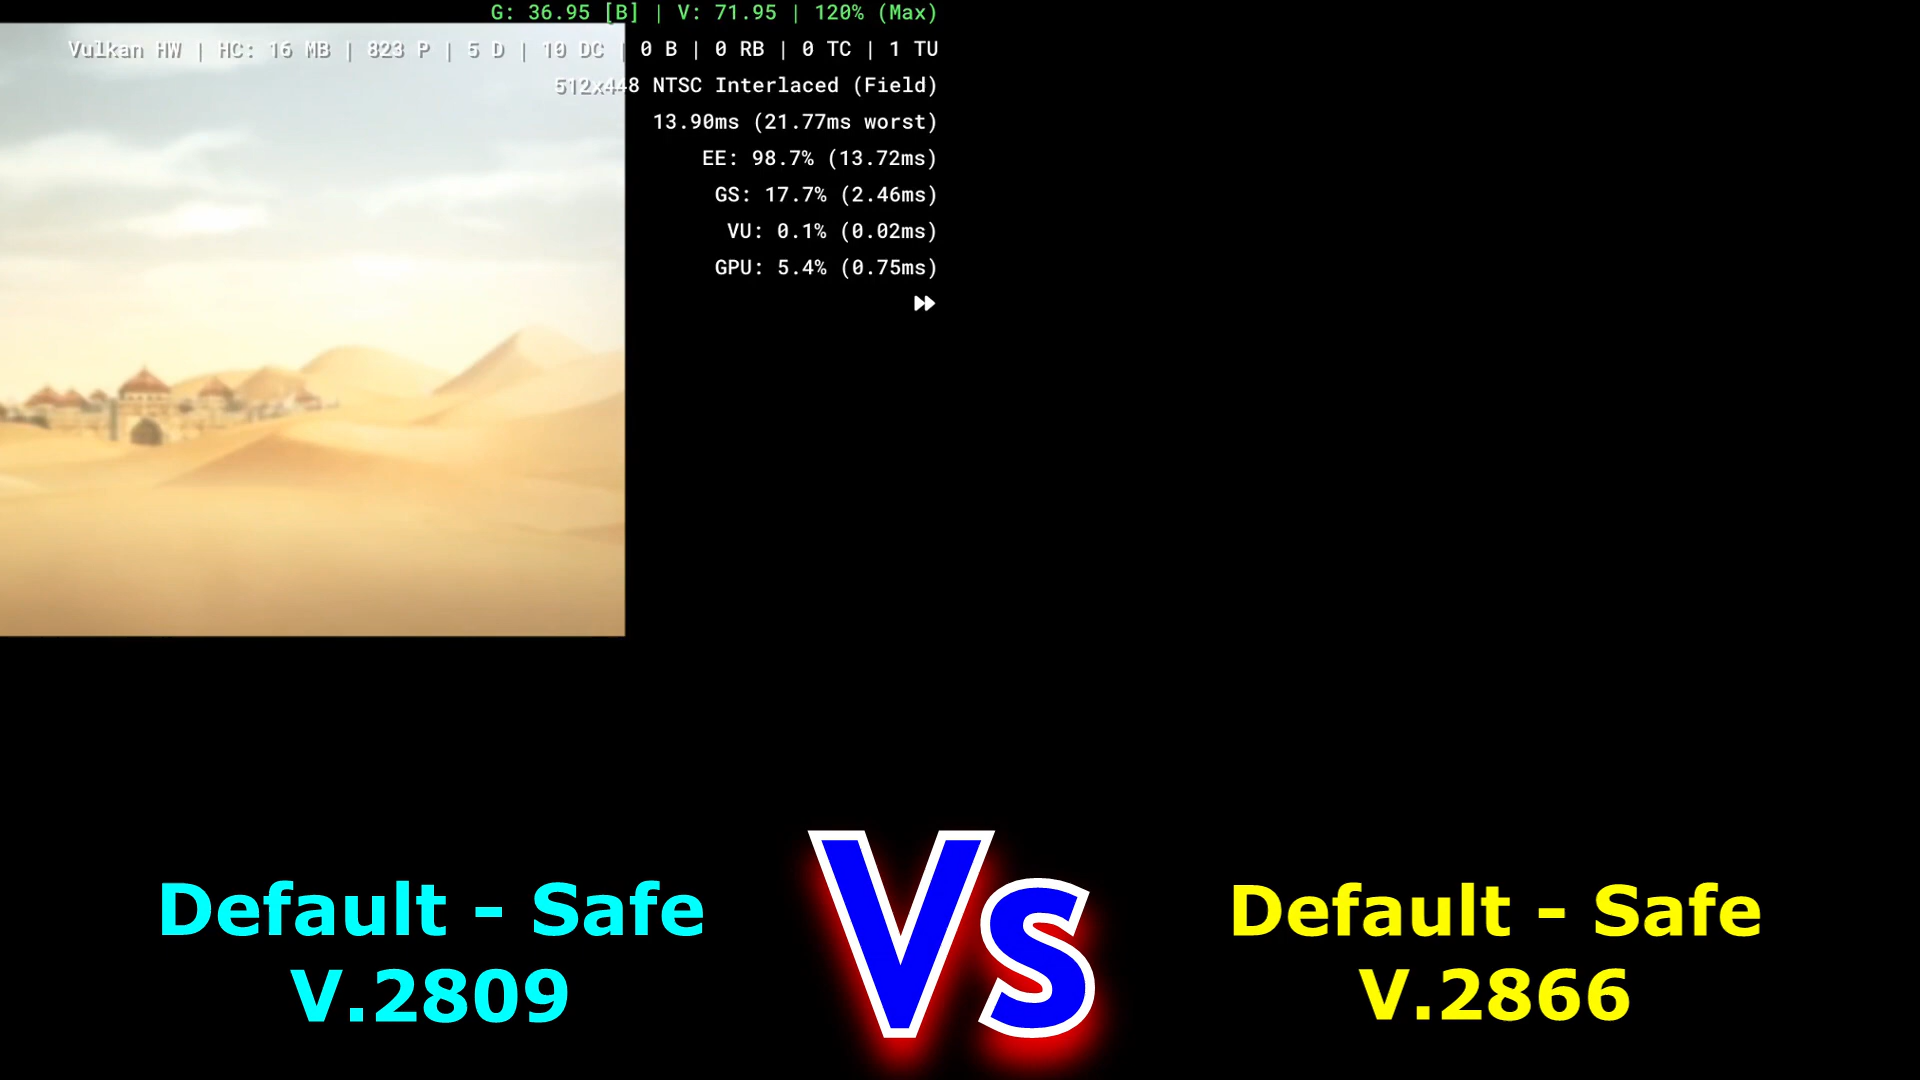 G: 36.95 [B] | V: 71.95 | 120% (Max)
Vulkan HW | HC: 16 MB | 823 P | 5 D | 10 DC | 0 B | 0 RB | 0 TC | 1 TU
512x448 NTSC Interlaced (Field)
13.90ms (21.77ms worst)
EE: 98.7% (13.72ms)
GS: 17.7% (2.46ms)
VU: 0.1% (0.02ms)
GPU: 5.4% (0.75ms)
Default - Safe
V.2809
Vs
Default - Safe
V.2866